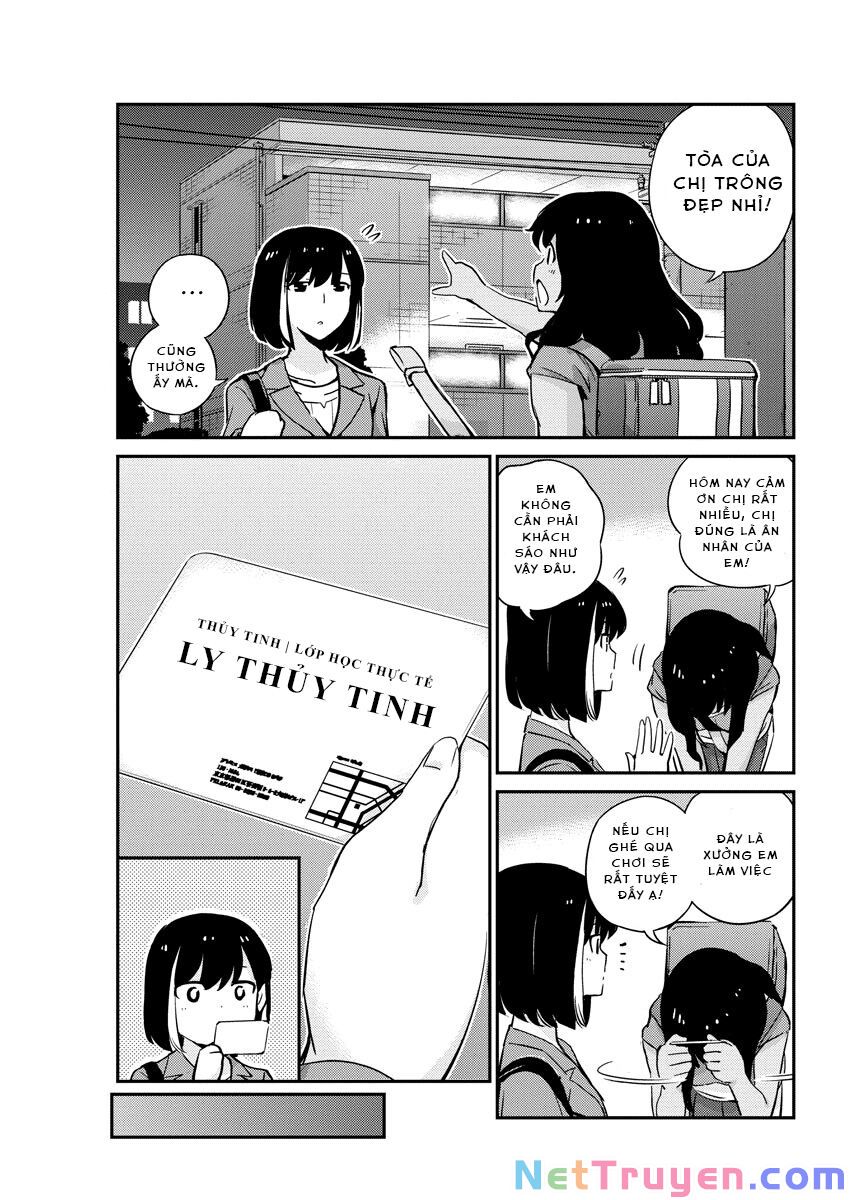 TÒA CỦA
CHỊ TRÔNG
ĐẸP NHỈ!
...
CŨNG
THƯỜNG
ẤY MÀ.
HÔM NAY CẢM
ƠN CHỊ RẤT
NHIỀU, CHỊ
ĐÚNG LÀ ÂN
NHÂN CỦA
EM!
EM
KHÔNG
CẦN PHẢI
KHÁCH
SÁO NHƯ
VẬY ĐÂU.
ĐÂY LÀ
XƯỞNG EM
LÀM VIỆC
NẾU CHỊ
GHÉ QUA
CHƠI SẼ
RẤT TUYỆT
ĐẤY Ạ!
THỦY TINH | LỚP HỌC THỰC TẾ
LY THỦY TINH
NetTruyen.com